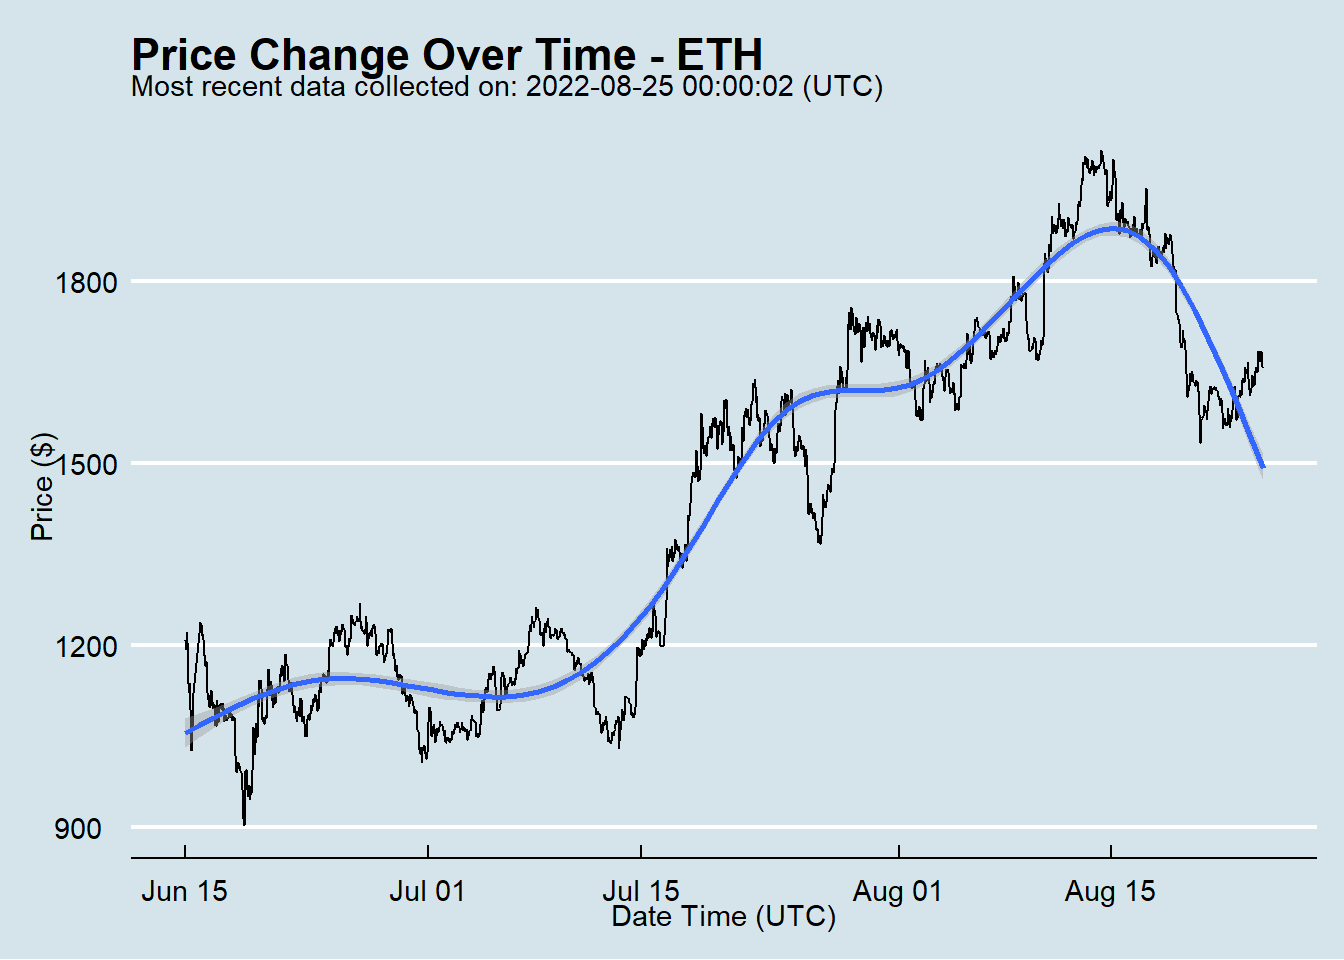 Price Change Over Time - ETH
Most recent data collected on: 2022-08-25 00:00:02 (UTC)
1800
1500
1200
900
Price ($)
Jun 15
Jul 01
Jul 15
Aug 01
Aug 15
Date Time (UTC)